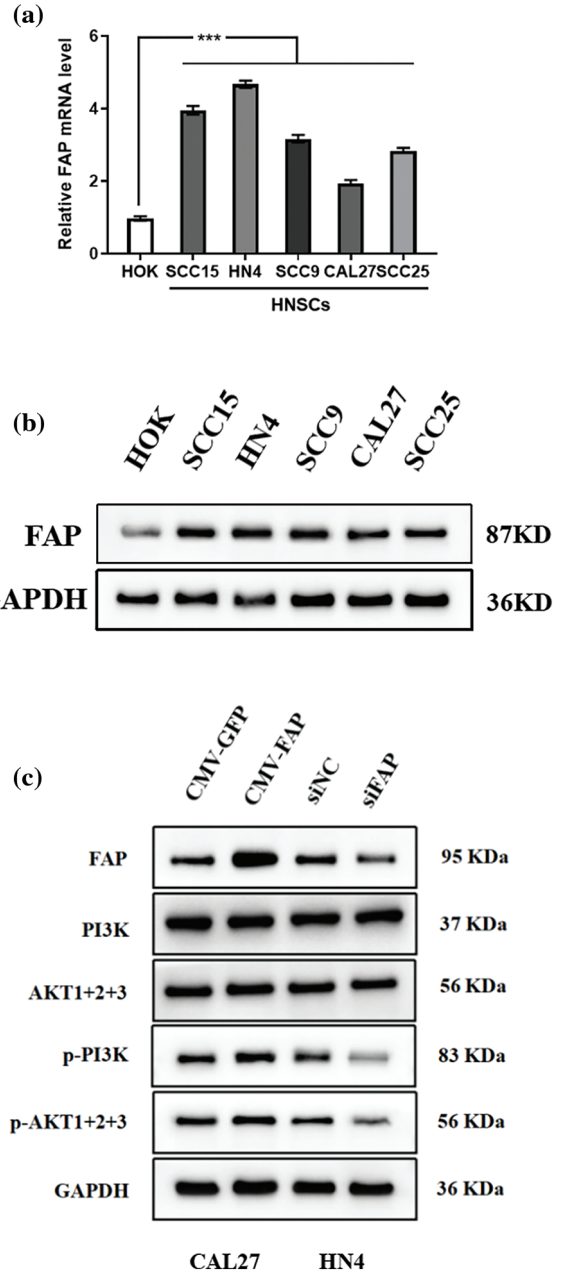 (a)
Relative FAP mRNA level
6
***
4
2
0
HOK SCC15 HN4 SCC9 CAL27 SCC25
HNSCs
(b)
HOK SCC15 HN4 SCC9 CAL27 SCC25
FAP 87KD
APDH 36KD
(c)
CMV-GFP CMV-FAP siNC siFAP
FAP 95 KDa
PI3K 37 KDa
AKT1+2+3 56 KDa
p-PI3K 83 KDa
p-AKT1+2+3 56 KDa
GAPDH 36 KDa
CAL27 HN4